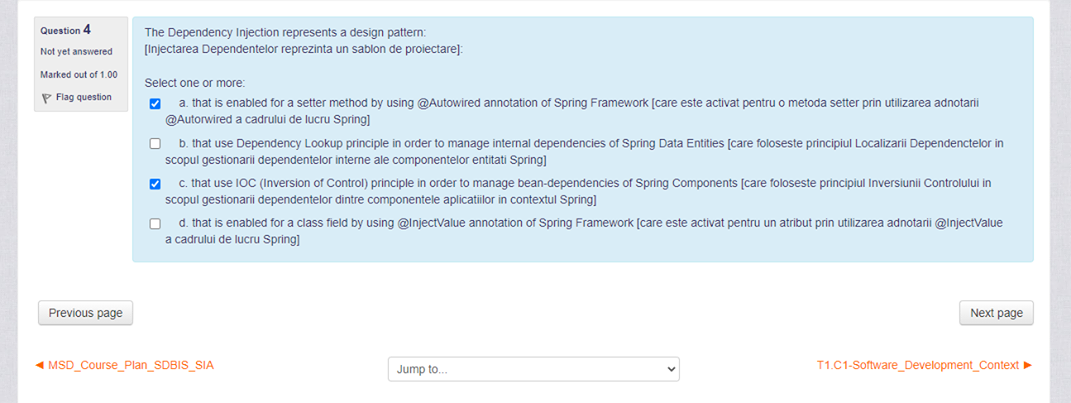 Question 4
Not yet answered
Marked out of 1.00
Flag question
The Dependency Injection represents a design pattern:
[Injectarea Dependentelor reprezinta un sablon de proiectare]:
Select one or more:
a. that is enabled for a setter method by using @Autowired annotation of Spring Framework [care este activat pentru o metoda setter prin utilizarea adnotarii
@Autorwired a cadrului de lucru Spring]
b. that use Dependency Lookup principle in order to manage internal dependencies of Spring Data Entities [care foloseste principiul Localizarii Dependenctelor in
scopul gestionarii dependentelor interne ale componentelor entitati Spring]
c. that use IOC (Inversion of Control) principle in order to manage bean-dependencies of Spring Components [care foloseste principiul Inversiunii Controlului in
scopul gestionarii dependentelor dintre componentele aplicatiilor in contextul Spring]
d. that is enabled for a class field by using @InjectValue annotation of Spring Framework [care este activat pentru un atribut prin utilizarea adnotarii @InjectValue
a cadrului de lucru Spring]
Previous page
Next page
◄ MSD_Course_Plan_SDBIS_SIA
Jump to...
T1.C1-Software_Development_Context ►